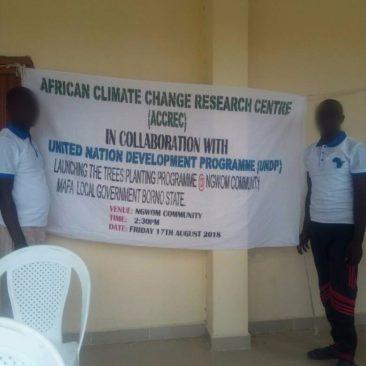 AFRICAN CLIMATE CHANGE RESEARCH CENTRE
(ACCREC)
IN COLLABORATION WITH
UNITED NATION DEVELOPMENT PROGRAMME (UNDP)
LAUNCHING THE TREES PLANTING PROGRAMME @ NGWOM COMMUNITY
MAFA LOCAL GOVERNMENT BORNO STATE.
VENUE: NGWOM COMMUNITY
TIME: 2:30PM
DATE: FRIDAY 17TH AUGUST 2018